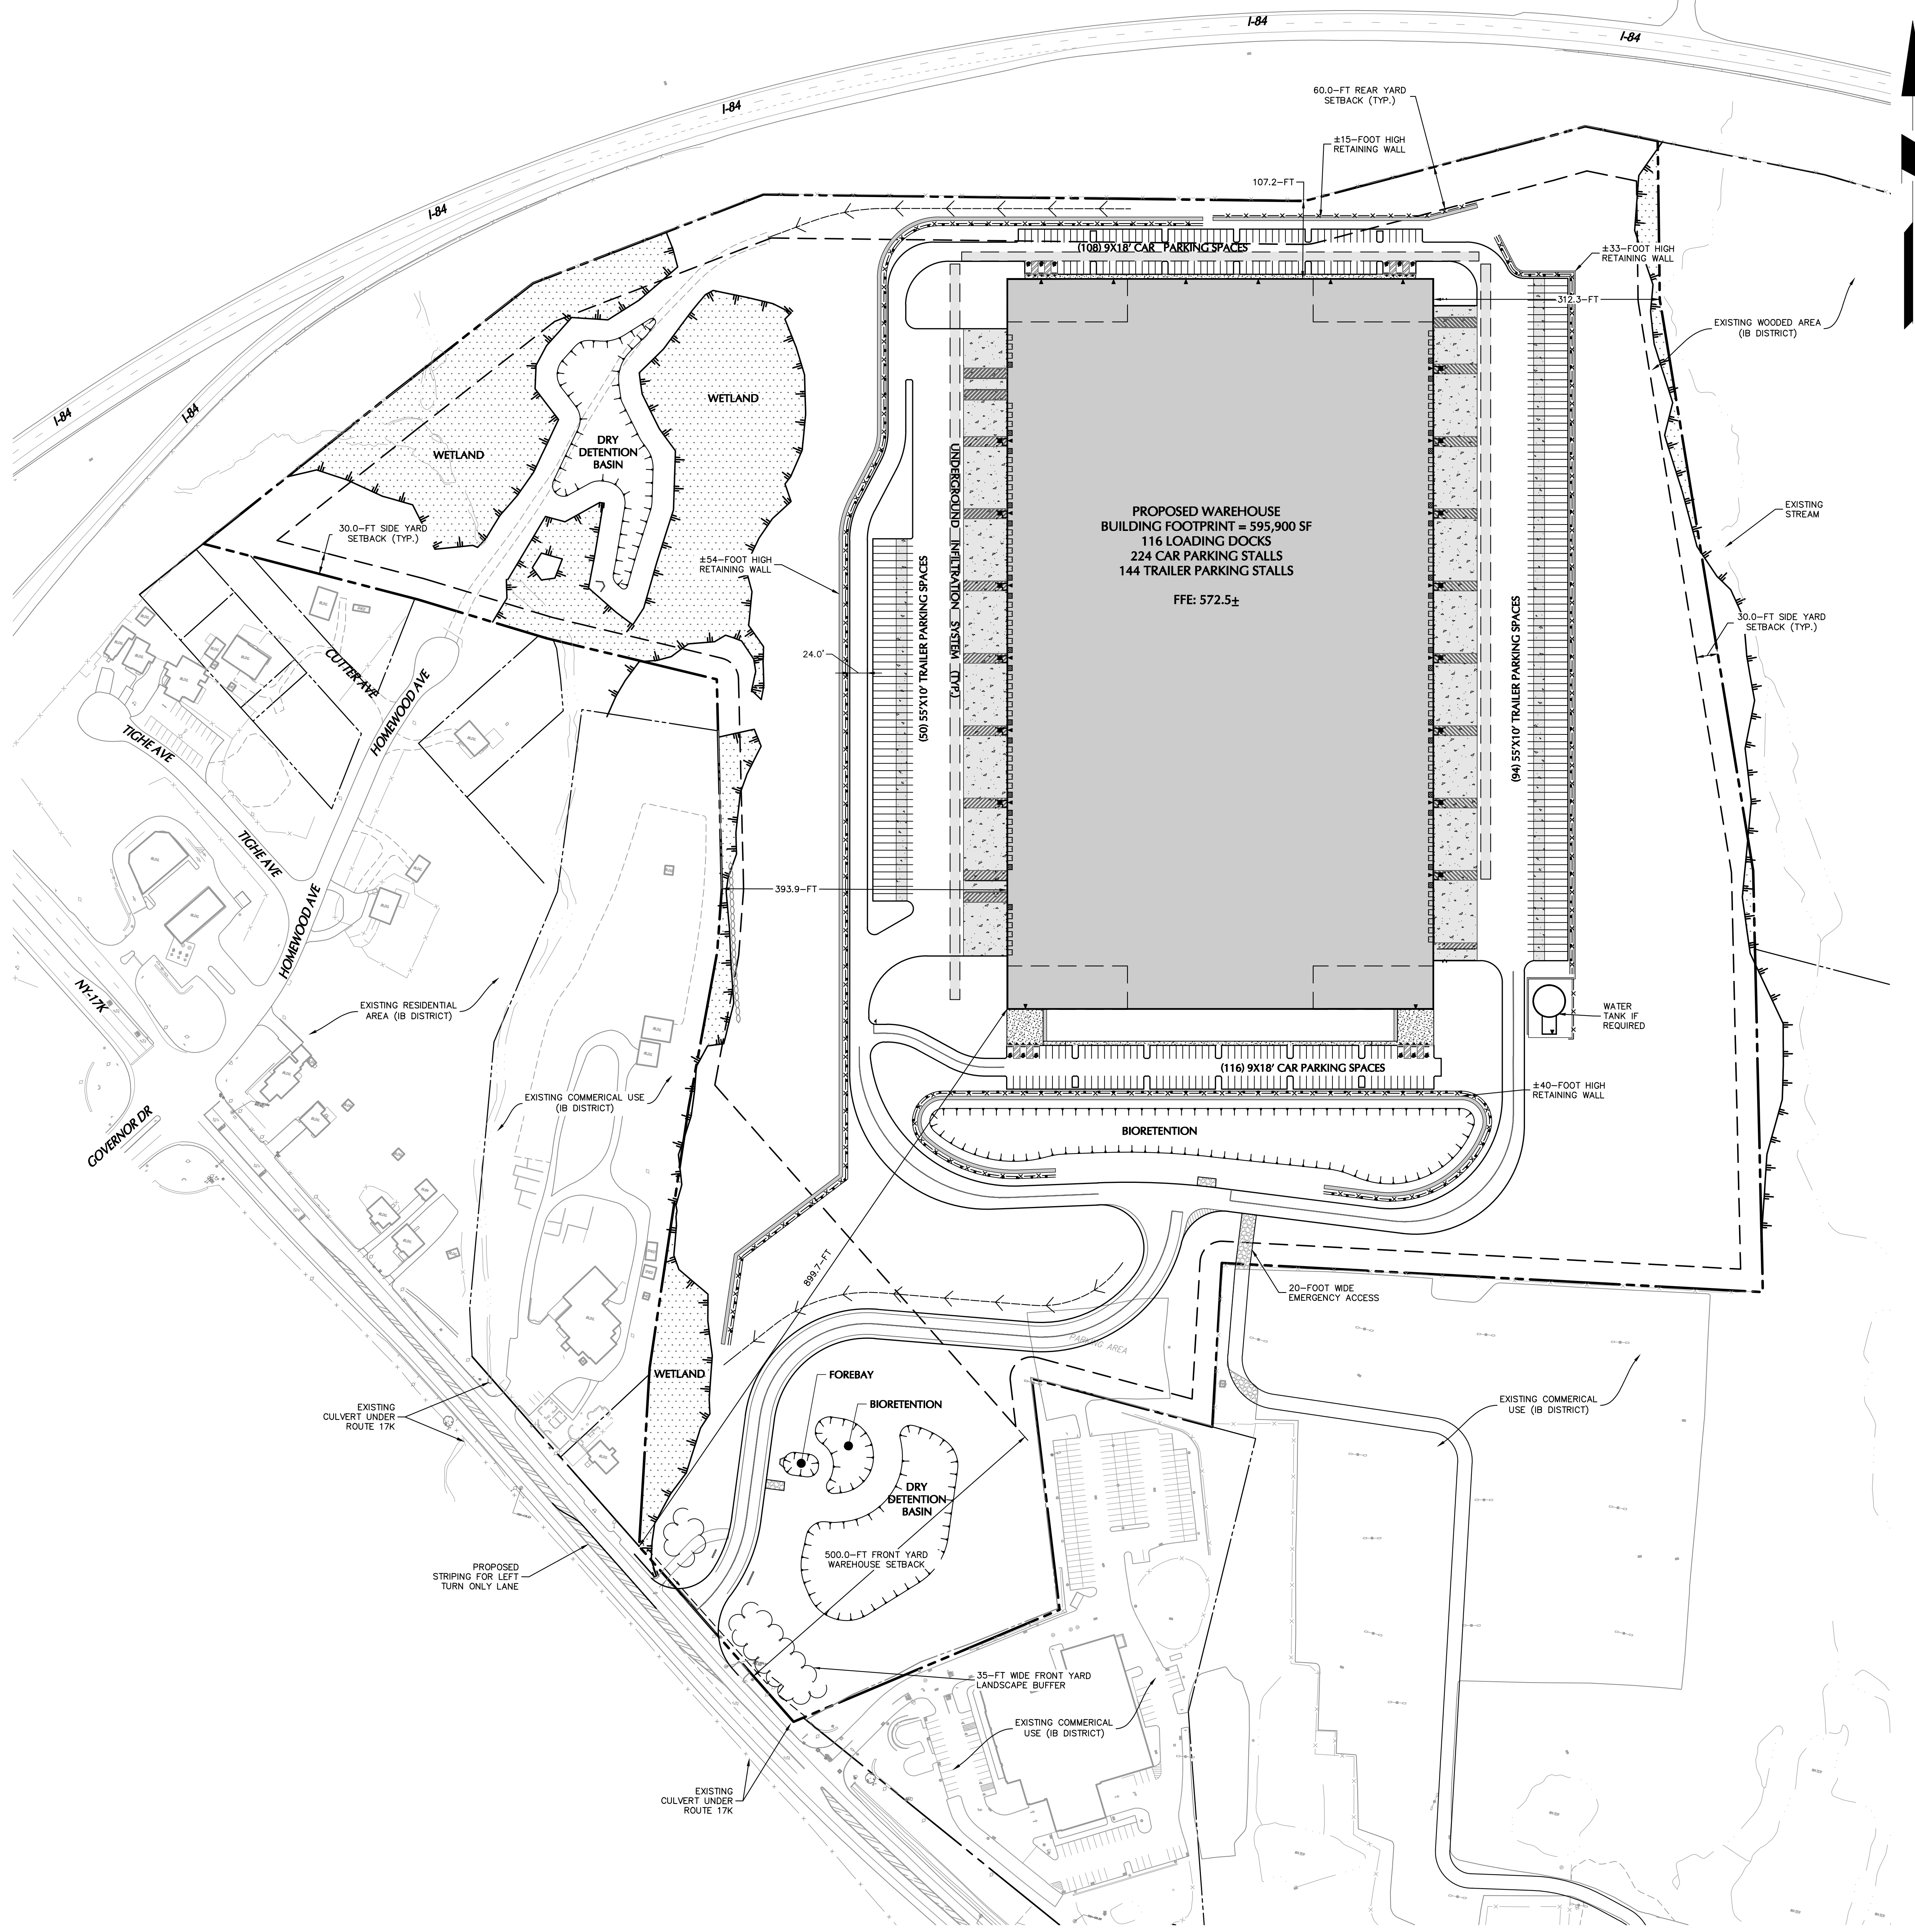 I-84
I-84
I-84
I-84
I-84
I-84
60.0-FT REAR YARD
SETBACK (TYP.)
±15-FOOT HIGH
RETAINING WALL
107.2-FT
(108) 9X18' CAR PARKING SPACES
±33-FOOT HIGH
RETAINING WALL
312.3-FT
EXISTING WOODED AREA
(IB DISTRICT)
WETLAND
WETLAND
DRY
DETENTION
BASIN
30.0-FT SIDE YARD
SETBACK (TYP.)
±54-FOOT HIGH
RETAINING WALL
UNDERGROUND INFILTRATION SYSTEM (TYP.)
PROPOSED WAREHOUSE
BUILDING FOOTPRINT = 595,900 SF
116 LOADING DOCKS
224 CAR PARKING STALLS
144 TRAILER PARKING STALLS
FFE: 572.5±
EXISTING
STREAM
30.0-FT SIDE YARD
SETBACK (TYP.)
(50) 55'X10' TRAILER PARKING SPACES
(94) 55'X10' TRAILER PARKING SPACES
24.0'
CUTTER AVE
HOMEWOOD AVE
TIGHE AVE
TIGHE AVE
HOMEWOOD AVE
393.9-FT
NY-17K
GOVERNOR DR
EXISTING RESIDENTIAL
AREA (IB DISTRICT)
WATER
TANK IF
REQUIRED
EXISTING COMMERICAL USE
(IB DISTRICT)
(116) 9X18' CAR PARKING SPACES
±40-FOOT HIGH
RETAINING WALL
BIORETENTION
899.7-FT
20-FOOT WIDE
EMERGENCY ACCESS
PARKING AREA
WETLAND
FOREBAY
BIORETENTION
EXISTING
CULVERT UNDER
ROUTE 17K
EXISTING COMMERICAL
USE (IB DISTRICT)
DRY
DETENTION
BASIN
500.0-FT FRONT YARD
WAREHOUSE SETBACK
PROPOSED
STRIPING FOR LEFT
TURN ONLY LANE
35-FT WIDE FRONT YARD
LANDSCAPE BUFFER
EXISTING COMMERICAL
USE (IB DISTRICT)
EXISTING
CULVERT UNDER
ROUTE 17K